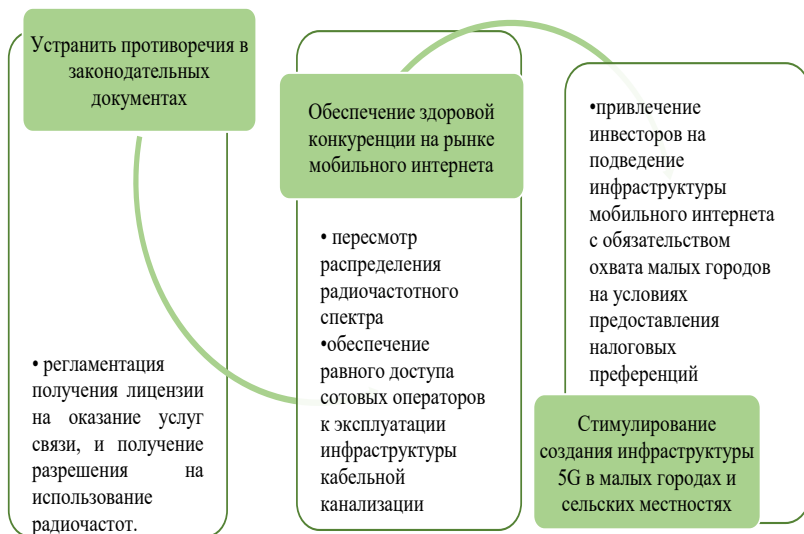 Устранить противоречия в
законодательных
документах
• регламентация
получения лицензии
на оказание услуг
связи, и получение
разрешения на
использование
радиочастот.
Обеспечение здоровой
конкуренции на рынке
мобильного интернета
• пересмотр
распределения
радиочастотного
спектра
•обеспечение
равного доступа
сотовых операторов
к эксплуатации
инфраструктуры
кабельной
канализации
•привлечение
инвесторов на
подведение
инфраструктуры
мобильного интернета
с обязательством
охвата малых городов
на условиях
предоставления
налоговых
преференций
Стимулирование
создания инфраструктуры
5G в малых городах и
сельских местностях